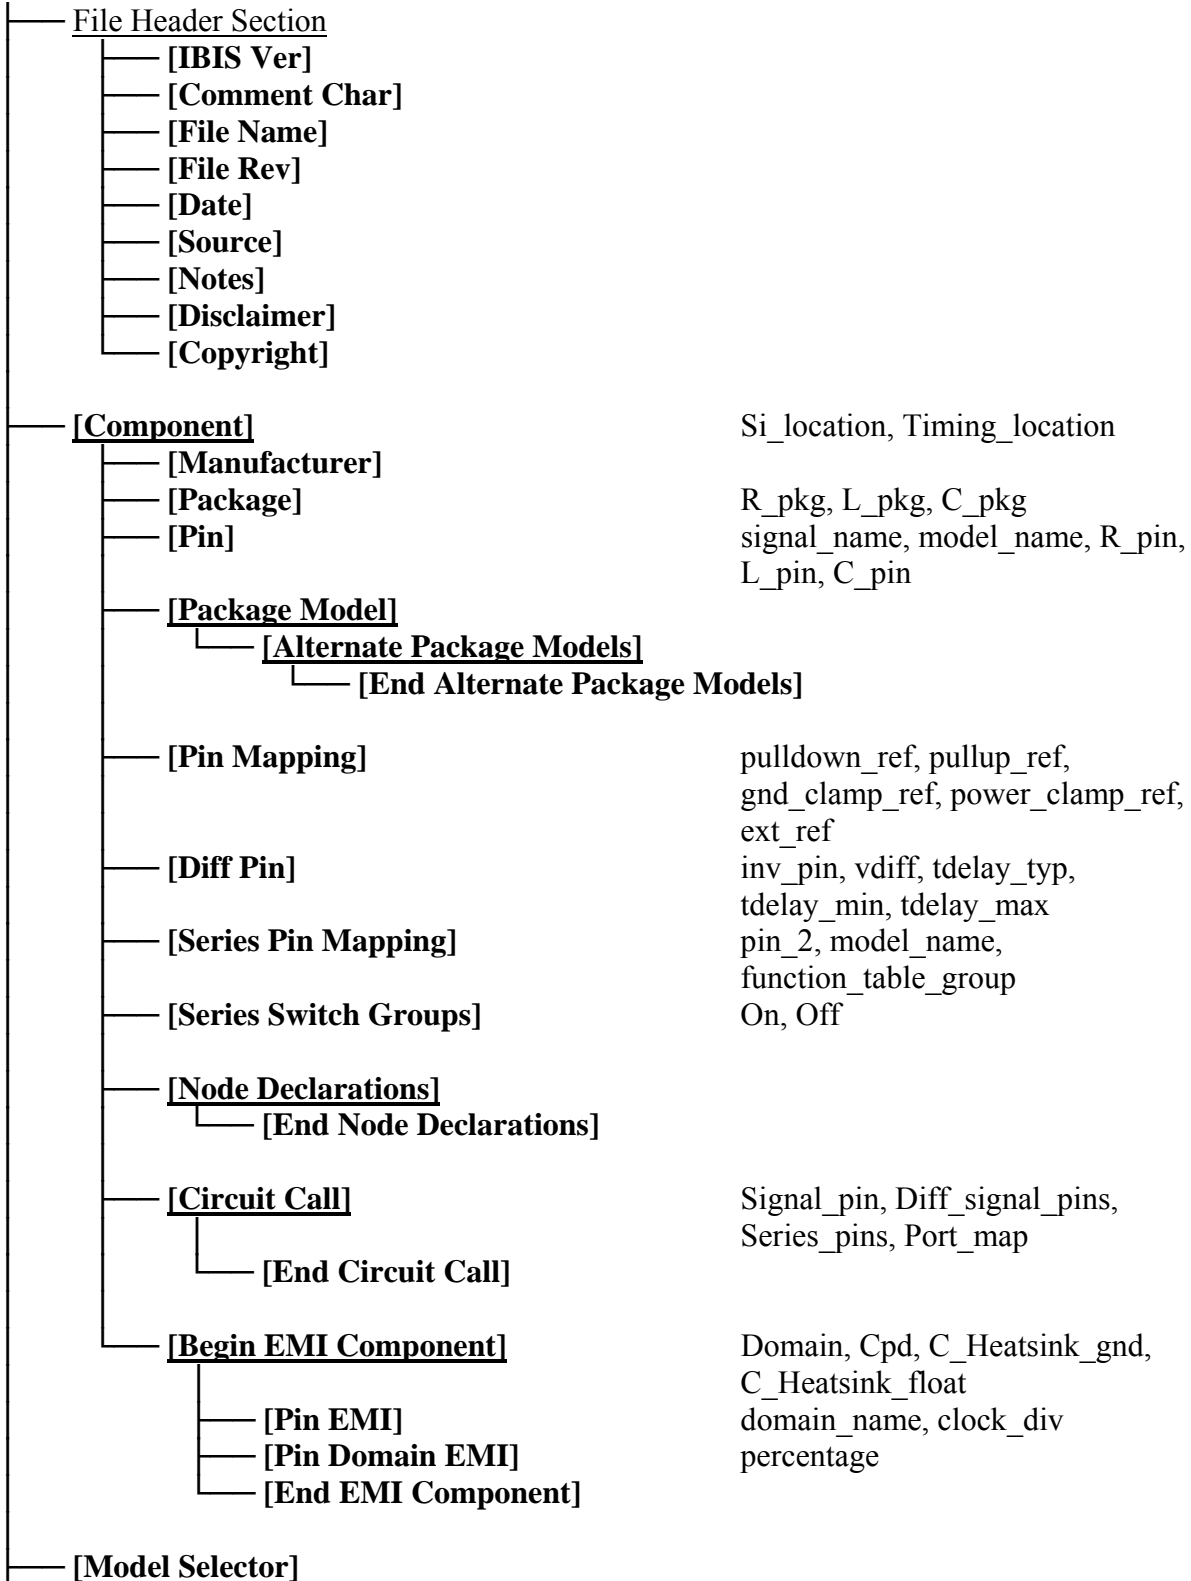 File Header Section
[IBIS Ver]
[Comment Char]
[File Name]
[File Rev]
[Date]
[Source]
[Notes]
[Disclaimer]
[Copyright]
[Component] Si_location, Timing_location
[Manufacturer]
[Package] R_pkg, L_pkg, C_pkg
[Pin] signal_name, model_name, R_pin,
L_pin, C_pin
[Package Model]
[Alternate Package Models]
[End Alternate Package Models]
[Pin Mapping] pulldown_ref, pullup_ref,
gnd_clamp_ref, power_clamp_ref,
ext_ref
[Diff Pin] inv_pin, vdiff, tdelay_typ,
tdelay_min, tdelay_max
[Series Pin Mapping] pin_2, model_name,
function_table_group
[Series Switch Groups] On, Off
[Node Declarations]
[End Node Declarations]
[Circuit Call] Signal_pin, Diff_signal_pins,
Series_pins, Port_map
[End Circuit Call]
[Begin EMI Component] Domain, Cpd, C_Heatsink_gnd,
C_Heatsink_float
[Pin EMI] domain_name, clock_div
[Pin Domain EMI] percentage
[End EMI Component]
[Model Selector]